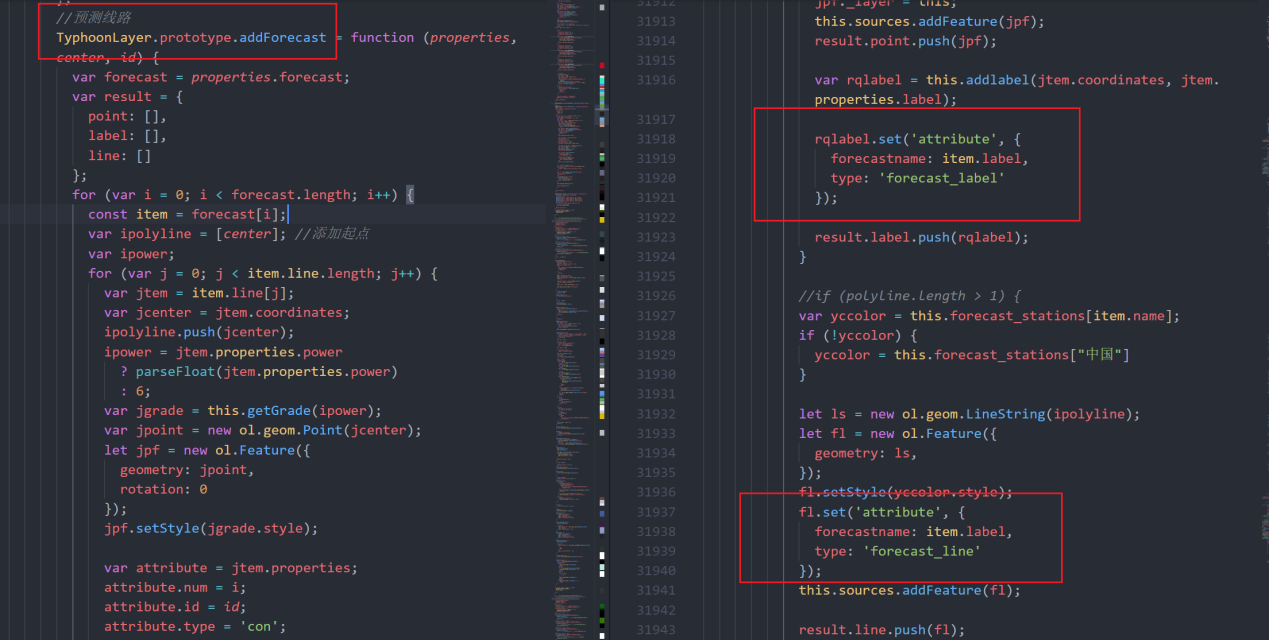 //预测线路
TyphoonLayer.prototype.addForecast = function (properties,
center, id) {
var forecast = properties.forecast;
var result = {
point: [],
label: [],
line: []
};
for (var i = 0; i < forecast.length; i++) {
const item = forecast[i];
var ipolyline = [center]; //添加起点
var ipower;
for (var j = 0; j < item.line.length; j++) {
var jtem = item.line[j];
var jcenter = jtem.coordinates;
ipolyline.push(jcenter);
ipower = jtem.properties.power
? parseFloat(jtem.properties.power)
: 6;
var jgrade = this.getGrade(ipower);
var jpoint = new ol.geom.Point(jcenter);
let jpf = new ol.Feature({
geometry: jpoint,
rotation: 0
});
jpf.setStyle(jgrade.style);
var attribute = jtem.properties;
attribute.num = i;
attribute.id = id;
attribute.type = 'con';
31912 jpf._layer = this;
31913 this.sources.addFeature(jpf);
31914 result.point.push(jpf);
31915
31916 var rqlabel = this.addlabel(jtem.coordinates, jtem.
properties.label);
31917
31918 rqlabel.set('attribute', {
31919 forecastname: item.label,
31920 type: 'forecast_label'
31921 });
31922
31923 result.label.push(rqlabel);
31924 }
31925
31926 //if (polyline.length > 1) {
31927 var yccolor = this.forecast_stations[item.name];
31928 if (!yccolor) {
31929 yccolor = this.forecast_stations["中国"]
31930 }
31931
31932 let ls = new ol.geom.LineString(ipolyline);
31933 let fl = new ol.Feature({
31934 geometry: ls,
31935 });
31936 fl.setStyle(yccolor.style);
31937 fl.set('attribute', {
31938 forecastname: item.label,
31939 type: 'forecast_line'
31940 });
31941 this.sources.addFeature(fl);
31942
31943 result.line.push(fl);